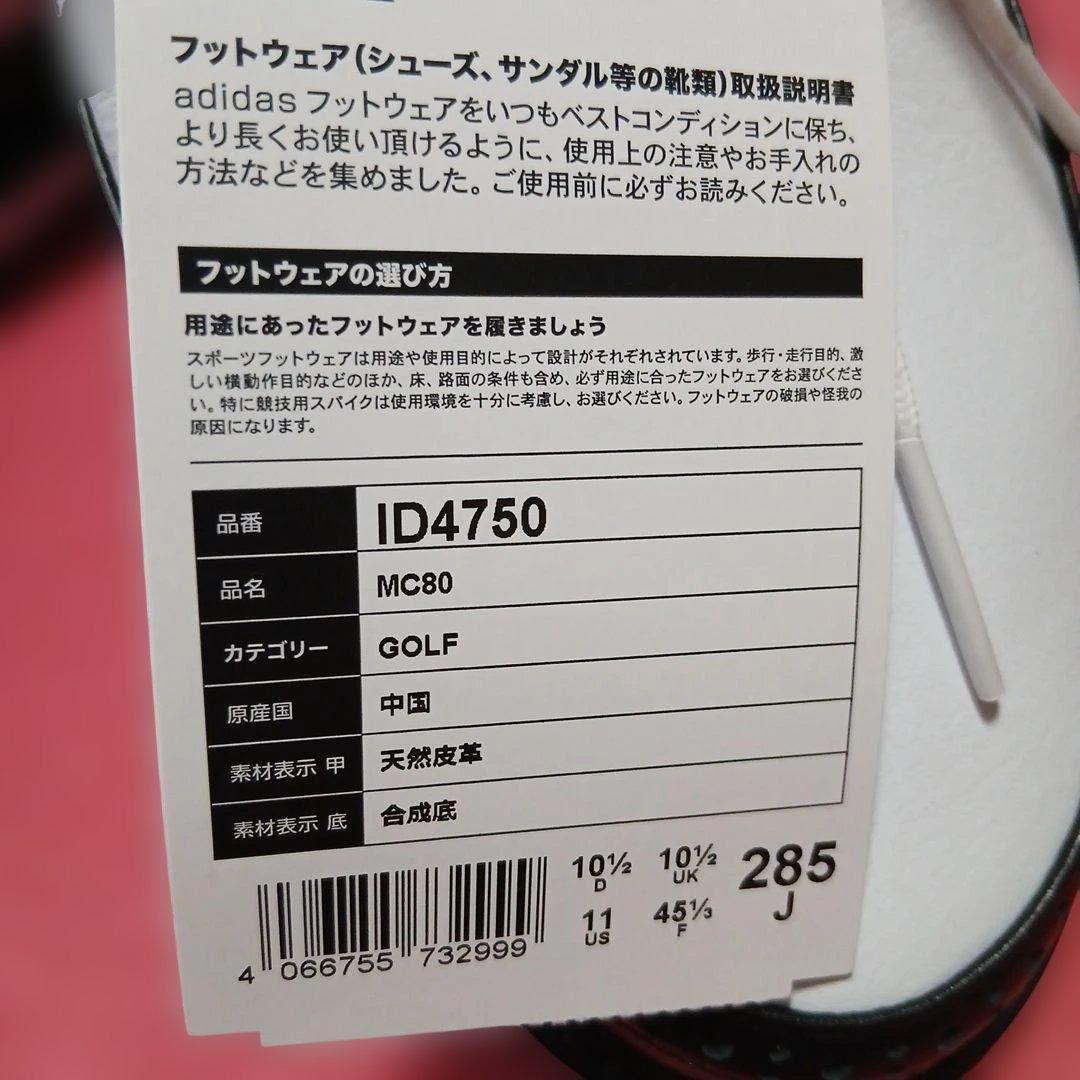 フットウェア(シューズ、サンダル等の靴類)取扱説明書
adidasフットウェアをいつもベストコンディションに保ち、
より長くお使い頂けるように、使用上の注意やお手入れの
方法などを集めました。ご使用前に必ずお読みください。
フットウェアの選び方
用途にあったフットウェアを履きましょう
スポーツフットウェアは用途や使用目的によって設計がそれぞれされています。歩行・走行目的、激
しい横動作目的などのほか、床、路面の条件も含め、必ず用途に合ったフットウェアをお選びくださ
い。特に競技用スパイクは使用環境を十分に考慮し、お選びください。フットウェアの破損や怪我の
原因になります。
品番 ID4750
品名 MC80
カテゴリー GOLF
原産国 中国
素材表示 甲 天然皮革
素材表示 底 合成底
10½ D 10½ UK 285 J
11 US 45⅓ F
4 066755 732999